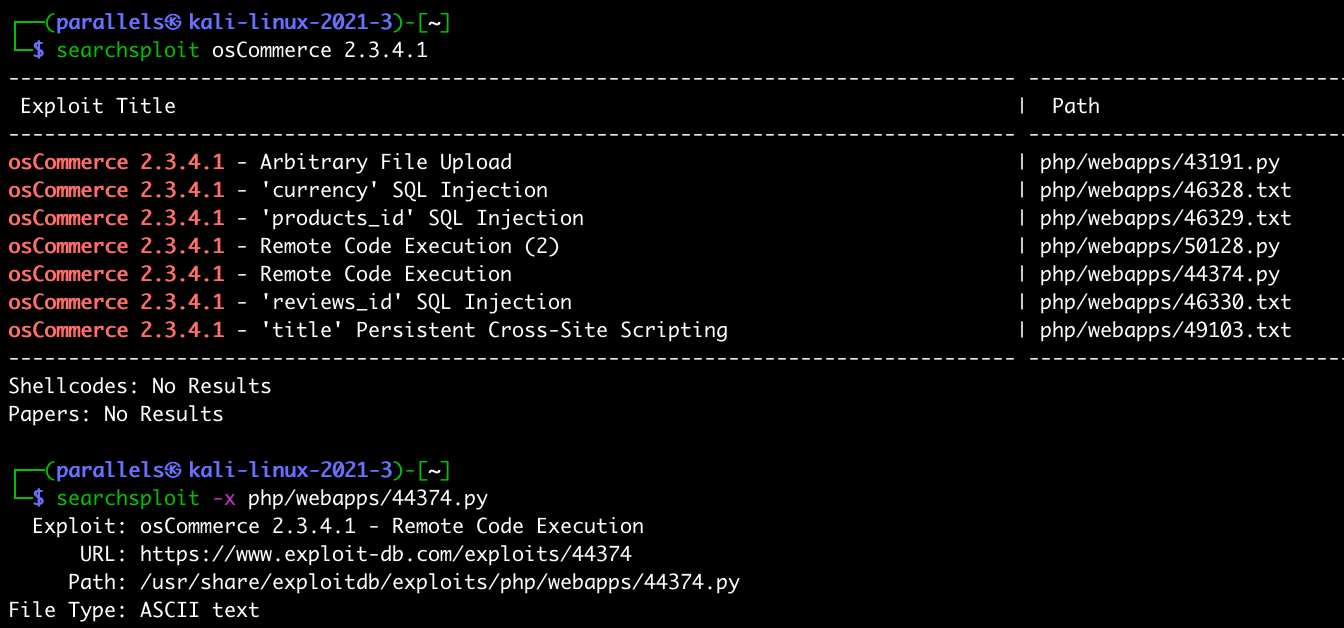 ┌──(parallels㉿kali-linux-2021-3)-[~]
└─$ searchsploit osCommerce 2.3.4.1
---------------------------------------------------------------------------------- ---------------------------
Exploit Title | Path
---------------------------------------------------------------------------------- ---------------------------
osCommerce 2.3.4.1 - Arbitrary File Upload | php/webapps/43191.py
osCommerce 2.3.4.1 - 'currency' SQL Injection | php/webapps/46328.txt
osCommerce 2.3.4.1 - 'products_id' SQL Injection | php/webapps/46329.txt
osCommerce 2.3.4.1 - Remote Code Execution (2) | php/webapps/50128.py
osCommerce 2.3.4.1 - Remote Code Execution | php/webapps/44374.py
osCommerce 2.3.4.1 - 'reviews_id' SQL Injection | php/webapps/46330.txt
osCommerce 2.3.4.1 - 'title' Persistent Cross-Site Scripting | php/webapps/49103.txt
---------------------------------------------------------------------------------- ---------------------------
Shellcodes: No Results
Papers: No Results
┌──(parallels㉿kali-linux-2021-3)-[~]
└─$ searchsploit -x php/webapps/44374.py
Exploit: osCommerce 2.3.4.1 - Remote Code Execution
URL: https://www.exploit-db.com/exploits/44374
Path: /usr/share/exploitdb/exploits/php/webapps/44374.py
File Type: ASCII text